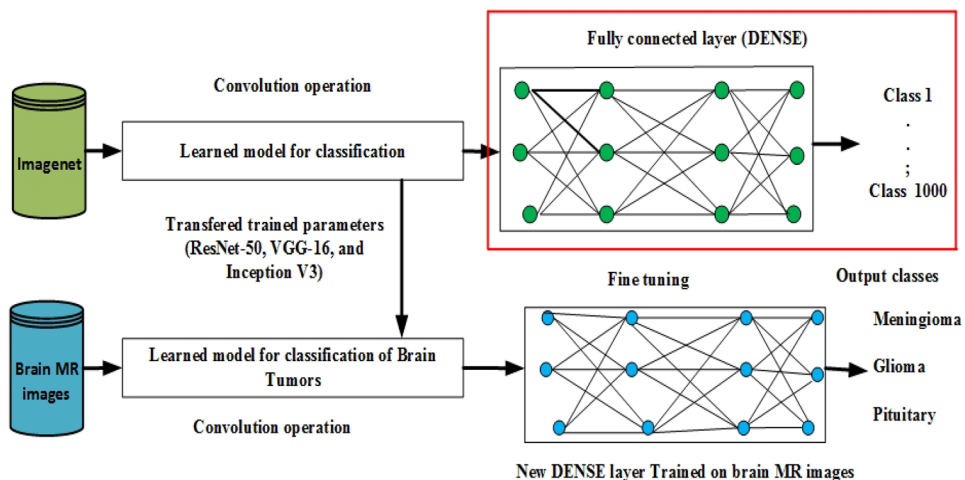 Fully connected layer (DENSE)
Convolution operation
Imagenet
Learned model for classification
Class 1
.
.
;
Class 1000
Transfered trained parameters
(ResNet-50, VGG-16, and
Inception V3)
Fine tuning
Output classes
Brain MR
images
Learned model for classification of Brain
Tumors
Meningioma
Glioma
Pituitary
Convolution operation
New DENSE layer Trained on brain MR images